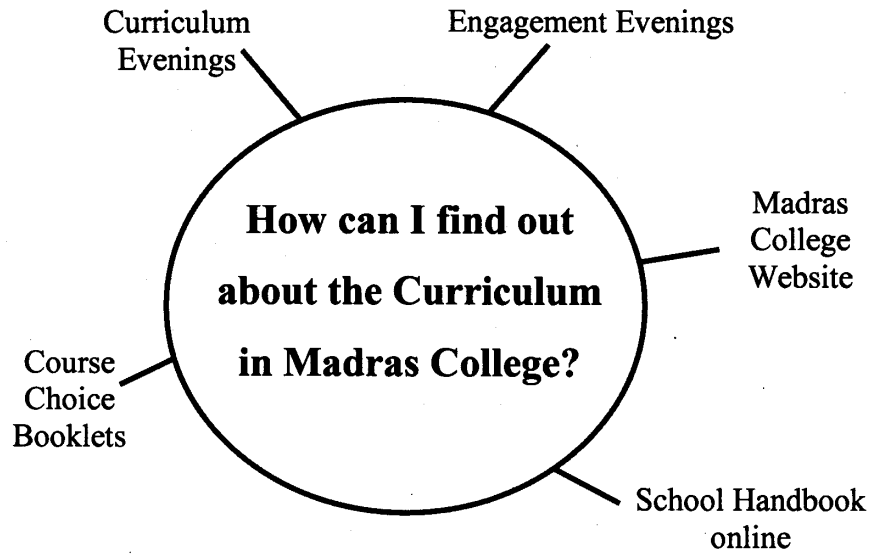 Curriculum
Evenings
Engagement Evenings
How can I find out
about the Curriculum
in Madras College?
Madras
College
Website
Course
Choice
Booklets
School Handbook
online